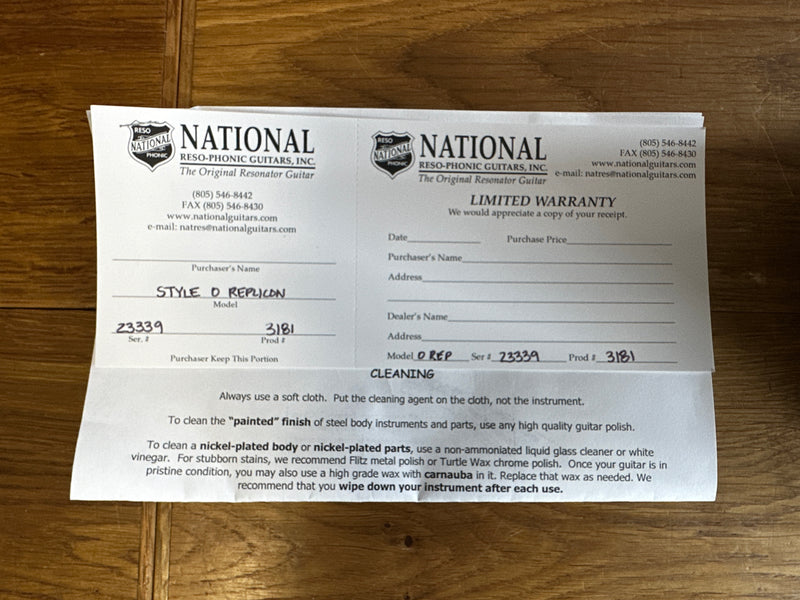 RESO
NATIONAL
PHONIC
NATIONAL
RESO-PHONIC GUITARS, INC.
The Original Resonator Guitar
(805) 546-8442
FAX (805) 546-8430
www.nationalguitars.com
e-mail: natres@nationalguitars.com
Purchaser's Name
STYLE O REPLICON
Model
23339 3181
Ser. # Prod #
Purchaser Keep This Portion
RESO
NATIONAL
PHONIC
NATIONAL
RESO-PHONIC GUITARS, INC.
The Original Resonator Guitar
(805) 546-8442
FAX (805) 546-8430
www.nationalguitars.com
e-mail: natres@nationalguitars.com
LIMITED WARRANTY
We would appreciate a copy of your receipt.
Date Purchase Price
Purchaser's Name
Address
Dealer's Name
Address
Model O REP Ser # 23339 Prod # 3181
CLEANING
Always use a soft cloth. Put the cleaning agent on the cloth, not the instrument.
To clean the "painted" finish of steel body instruments and parts, use any high quality guitar polish.
To clean a nickel-plated body or nickel-plated parts, use a non-ammoniated liquid glass cleaner or white
vinegar. For stubborn stains, we recommend Flitz metal polish or Turtle Wax chrome polish. Once your guitar is in
pristine condition, you may also use a high grade wax with carnauba in it. Replace that wax as needed. We
recommend that you wipe down your instrument after each use.